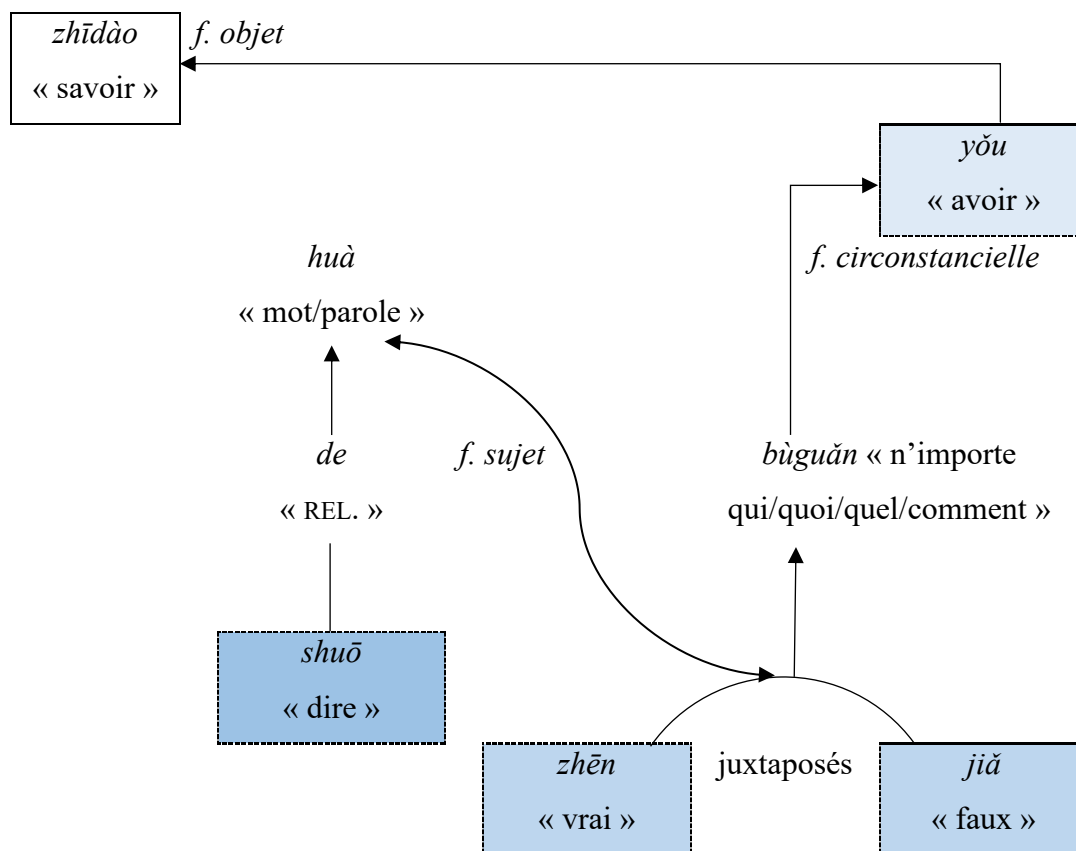 zhīdào
« savoir »
f. objet
yǒu
« avoir »
f. circonstancielle
huà
« mot/parole »
de
« REL. »
f. sujet
bùguǎn « n’importe
qui/quoi/quel/comment »
shuō
« dire »
zhēn
« vrai »
juxtaposés
jiǎ
« faux »